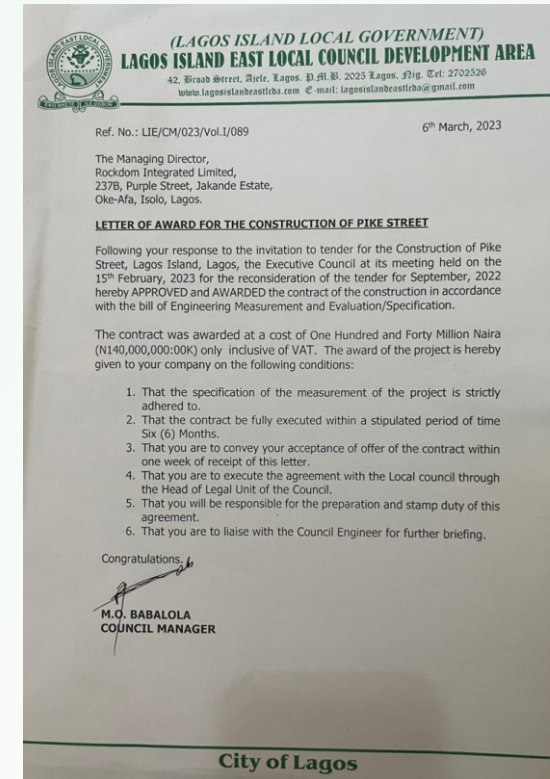 (LAGOS ISLAND LOCAL GOVERNMENT)
LAGOS ISLAND EAST LOCAL COUNCIL DEVELOPMENT AREA
42, Broad Street, Ajele, Lagos. P.M.B. 2025 Lagos, Nig. Tel: 2702526
www.lagosislandeastlcda.com E-mail: lagosislandeastlcda@gmail.com
LAGOS ISLAND EAST LOCAL GOVERNMENT
Ref. No.: LIE/CM/023/Vol.I/089
6th March, 2023
The Managing Director,
Rockdom Integrated Limited,
237B, Purple Street, Jakande Estate,
Oke-Afa, Isolo, Lagos.
LETTER OF AWARD FOR THE CONSTRUCTION OF PIKE STREET
Following your response to the invitation to tender for the Construction of Pike
Street, Lagos Island, Lagos, the Executive Council at its meeting held on the
15th February, 2023 for the reconsideration of the tender for September, 2022
hereby APPROVED and AWARDED the contract of the construction in accordance
with the bill of Engineering Measurement and Evaluation/Specification.
The contract was awarded at a cost of One Hundred and Forty Million Naira
(N140,000,000:00K) only inclusive of VAT. The award of the project is hereby
given to your company on the following conditions:
1. That the specification of the measurement of the project is strictly
adhered to.
2. That the contract be fully executed within a stipulated period of time
Six (6) Months.
3. That you are to convey your acceptance of offer of the contract within
one week of receipt of this letter.
4. That you are to execute the agreement with the Local council through
the Head of Legal Unit of the Council.
5. That you will be responsible for the preparation and stamp duty of this
agreement.
6. That you are to liaise with the Council Engineer for further briefing.
Congratulations,
M.O. BABALOLA
COUNCIL MANAGER
City of Lagos